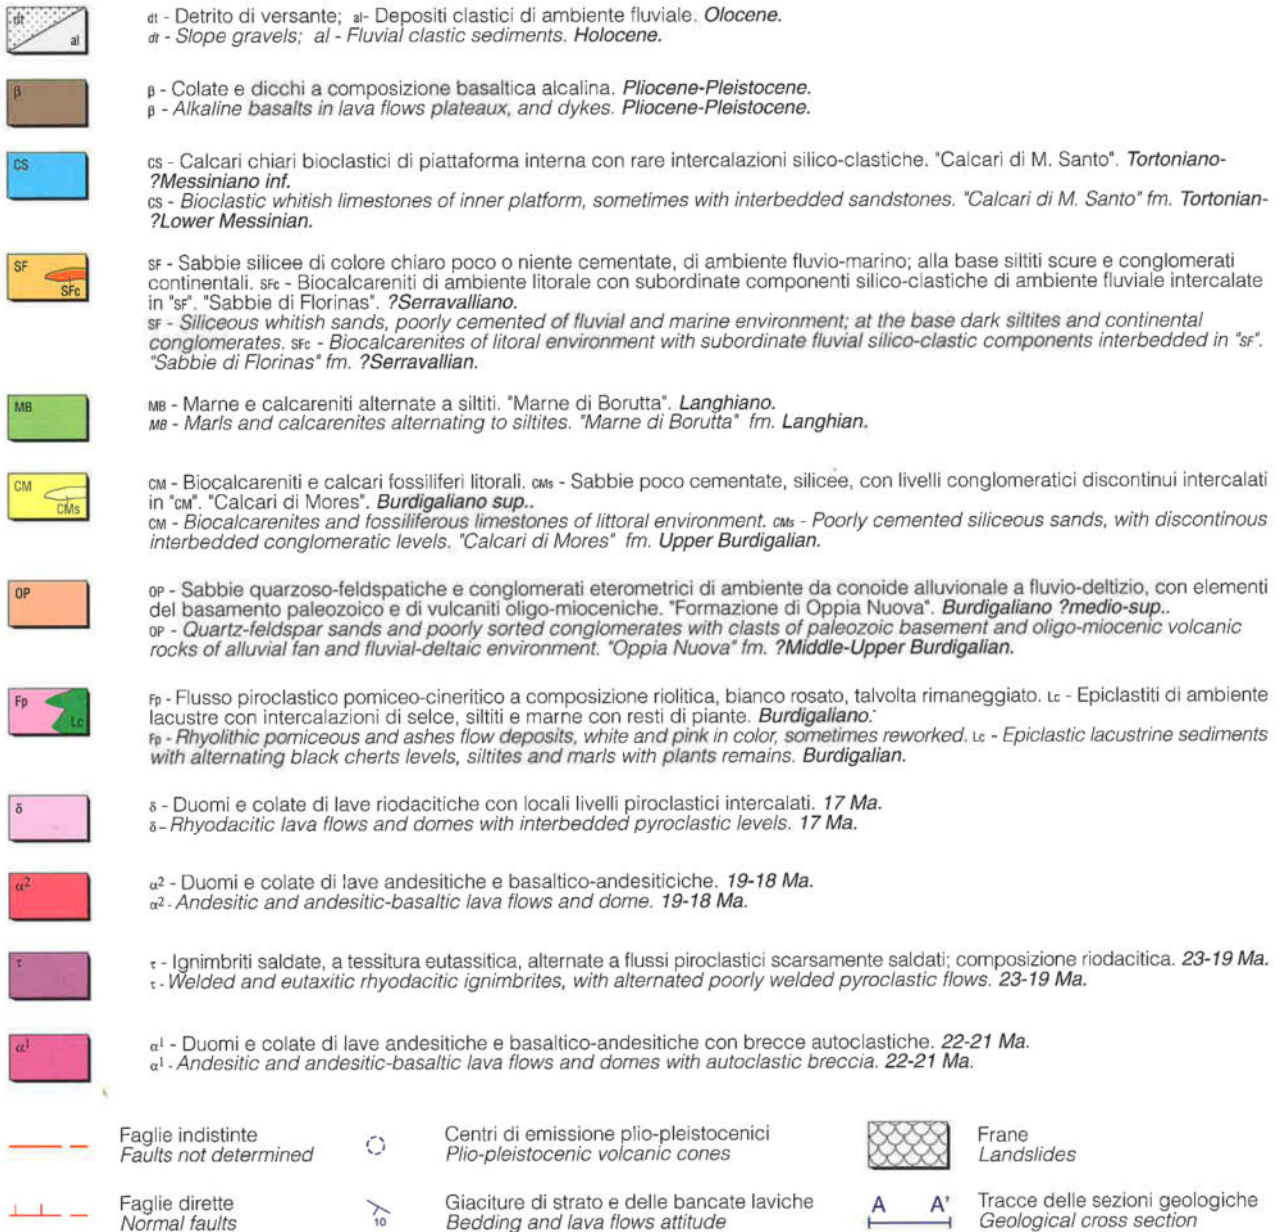 dt
al
dt - Detrito di versante; al- Depositi clastici di ambiente fluviale. Olocene.
dt - Slope gravels; al - Fluvial clastic sediments. Holocene.
β
β - Colate e dicchi a composizione basaltica alcalina. Pliocene-Pleistocene.
β - Alkaline basalts in lava flows plateaux, and dykes. Pliocene-Pleistocene.
CS
CS - Calcari chiari bioclastici di piattaforma interna con rare intercalazioni silico-clastiche. "Calcari di M. Santo". Tortoniano-
?Messiniano inf.
CS - Bioclastic whitish limestones of inner platform, sometimes with interbedded sandstones. "Calcari di M. Santo" fm. Tortonian-
?Lower Messinian.
SF
SFc
SF - Sabbie silicee di colore chiaro poco o niente cementate, di ambiente fluvio-marino; alla base siltiti scure e conglomerati
continentali. SFc - Biocalcareniti di ambiente litorale con subordinate componenti silico-clastiche di ambiente fluviale intercalate
in "SF". "Sabbie di Florinas". ?Serravalliano.
SF - Siliceous whitish sands, poorly cemented of fluvial and marine environment; at the base dark siltites and continental
conglomerates. SFc - Biocalcarenites of litoral environment with subordinate fluvial silico-clastic components interbedded in "SF".
"Sabbie di Florinas" fm. ?Serravallian.
MB
MB - Marne e calcareniti alternate a siltiti. "Marne di Borutta". Langhiano.
MB - Marls and calcarenites alternating to siltites. "Marne di Borutta" fm. Langhian.
CM
CMs
CM - Biocalcareniti e calcari fossiliferi litorali. CMs - Sabbie poco cementate, silicee, con livelli conglomeratici discontinui intercalati
in "CM". "Calcari di Mores". Burdigaliano sup..
CM - Biocalcarenites and fossiliferous limestones of littoral environment. CMs - Poorly cemented siliceous sands, with discontinous
interbedded conglomeratic levels. "Calcari di Mores" fm. Upper Burdigalian.
OP
OP - Sabbie quarzoso-feldspatiche e conglomerati eterometrici di ambiente da conoide alluvionale a fluvio-deltizio, con elementi
del basamento paleozoico e di vulcaniti oligo-mioceniche. "Formazione di Oppia Nuova". Burdigaliano ?medio-sup..
OP - Quartz-feldspar sands and poorly sorted conglomerates with clasts of paleozoic basement and oligo-miocenic volcanic
rocks of alluvial fan and fluvial-deltaic environment. "Oppia Nuova" fm. ?Middle-Upper Burdigalian.
Fp
Lc
Fp - Flusso piroclastico pomiceo-cineritico a composizione riolitica, bianco rosato, talvolta rimaneggiato. Lc - Epiclastiti di ambiente
lacustre con intercalazioni di selce, siltiti e marne con resti di piante. Burdigaliano.
Fp - Rhyolithic pomiceous and ashes flow deposits, white and pink in color, sometimes reworked. Lc - Epiclastic lacustrine sediments
with alternating black cherts levels, siltites and marls with plants remains. Burdigalian.
δ
δ - Duomi e colate di lave riodacitiche con locali livelli piroclastici intercalati. 17 Ma.
δ - Rhyodacitic lava flows and domes with interbedded pyroclastic levels. 17 Ma.
α²
α² - Duomi e colate di lave andesitiche e basaltico-andesiticiche. 19-18 Ma.
α² - Andesitic and andesitic-basaltic lava flows and dome. 19-18 Ma.
τ
τ - Ignimbriti saldate, a tessitura eutassitica, alternate a flussi piroclastici scarsamente saldati; composizione riodacitica. 23-19 Ma.
τ - Welded and eutaxitic rhyodacitic ignimbrites, with alternated poorly welded pyroclastic flows. 23-19 Ma.
α¹
α¹ - Duomi e colate di lave andesitiche e basaltico-andesitiche con brecce autoclastiche. 22-21 Ma.
α¹ - Andesitic and andesitic-basaltic lava flows and domes with autoclastic breccia. 22-21 Ma.
Faglie indistinte
Faults not determined
Centri di emissione plio-pleistocenici
Plio-pleistocenic volcanic cones
Frane
Landslides
Faglie dirette
Normal faults
10
Giaciture di strato e delle bancate laviche
Bedding and lava flows attitude
A A'
Tracce delle sezioni geologiche
Geological cross section